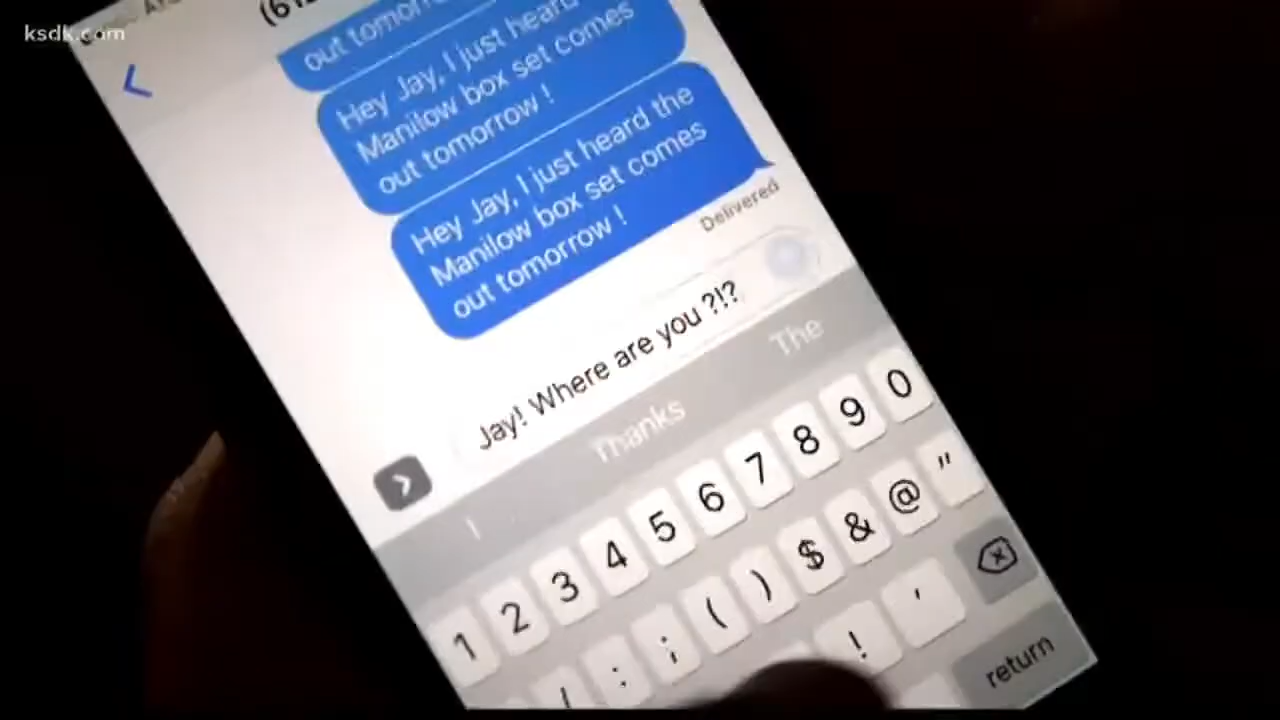 ksdk.com
out tomorrow
Hey Jay, I just heard
Manilow box set comes
out tomorrow !
Hey Jay, I just heard the
Manilow box set comes
out tomorrow !
Delivered
Jay! Where are you ?!?
I Thanks The
1 2 3 4 5 6 7 8 9 0
/ : ; ( ) $ & @ "
! '
return